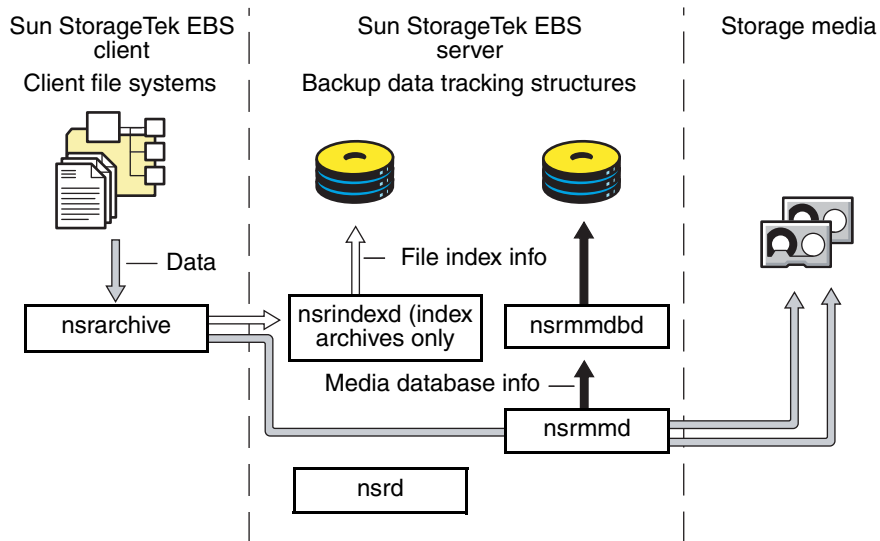 Sun StorageTek EBS
client
Sun StorageTek EBS
server
Storage media
Client file systems
Backup data tracking structures
Data
File index info
nsrarchive
nsrindexd (index
archives only
nsrmmdbd
Media database info
nsrmmd
nsrd